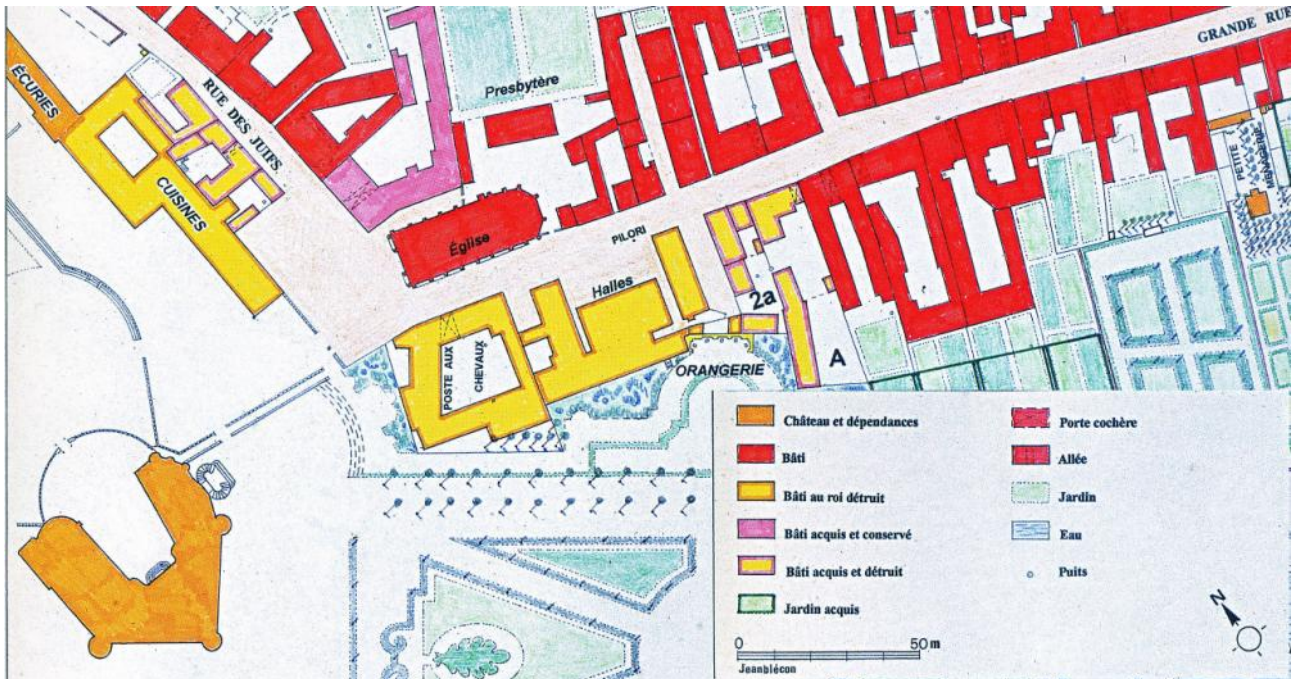 ÉCURIES
RUE DES JUIFS.
CUISINES
Presbytère
GRANDE RUE
Église
PILORI
Halles
PETITE
MÉNAGERIE
2a
POSTE AUX
CHEVAUX
ORANGERIE
A
Château et dépendances
Bâti
Bâti au roi détruit
Bâti acquis et conservé
Bâti acquis et détruit
Jardin acquis
Porte cochère
Allée
Jardin
Eau
Puits
N
0 50 m
Jeanblécon